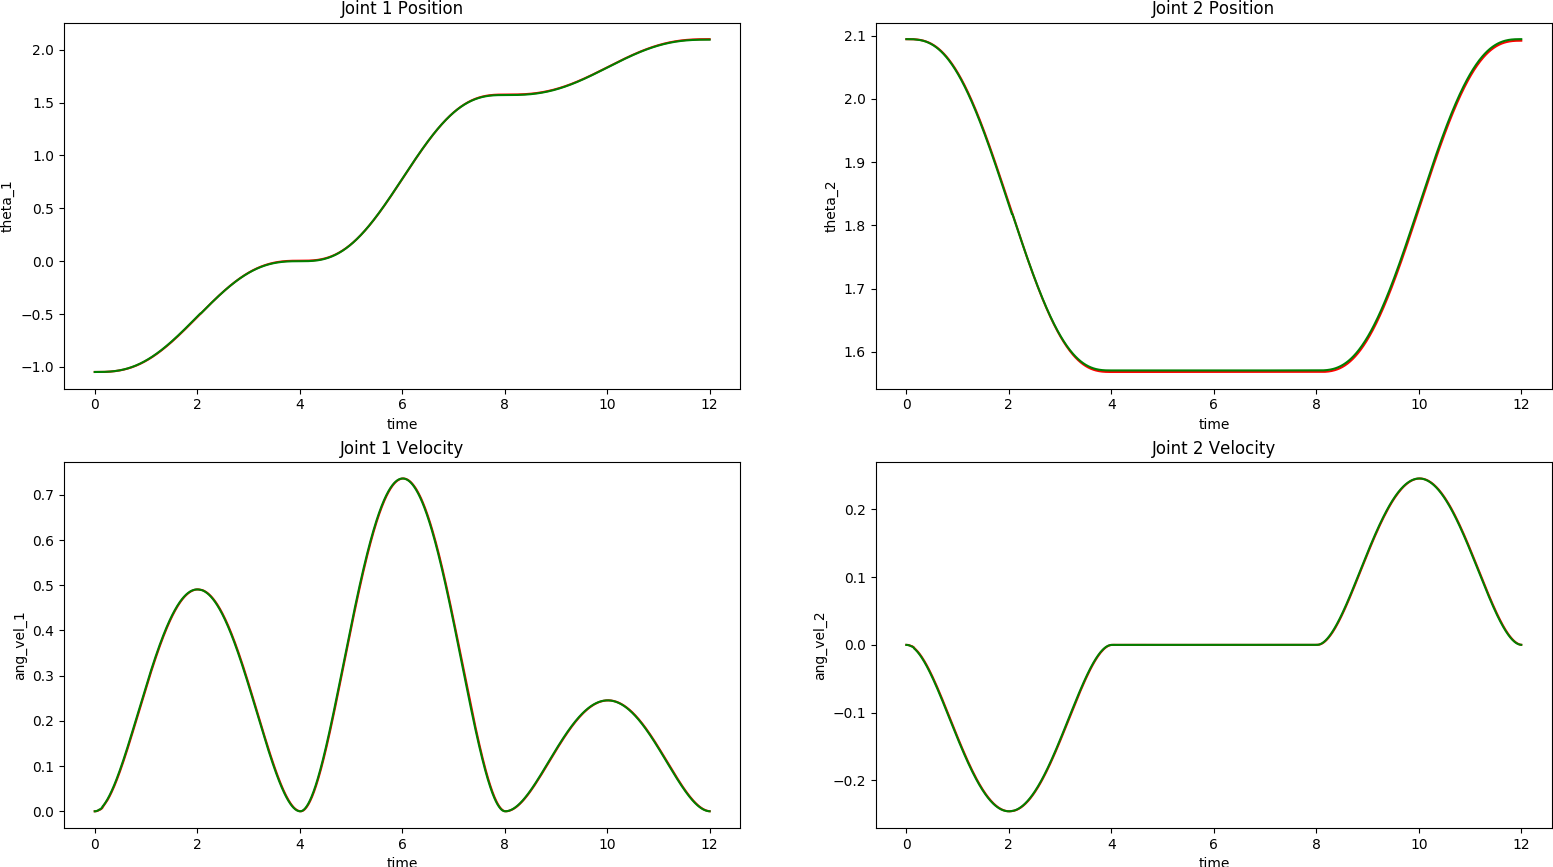 Joint 1 Position
2.0
1.5
1.0
0.5
0.0
−0.5
−1.0
theta_1
0 2 4 6 8 10 12
time
Joint 2 Position
2.1
2.0
1.9
1.8
1.7
1.6
theta_2
0 2 4 6 8 10 12
time
Joint 1 Velocity
0.7
0.6
0.5
0.4
0.3
0.2
0.1
0.0
ang_vel_1
0 2 4 6 8 10 12
time
Joint 2 Velocity
0.2
0.1
0.0
−0.1
−0.2
ang_vel_2
0 2 4 6 8 10 12
time